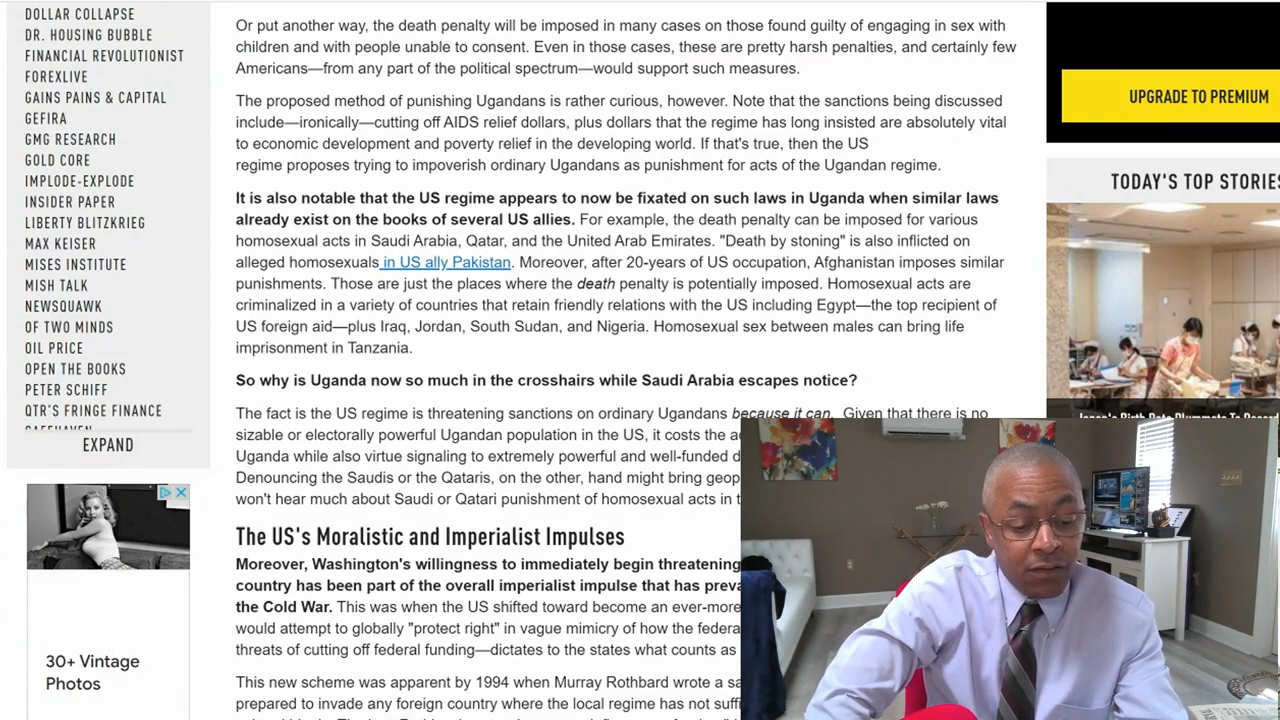 DOLLAR COLLAPSE
DR. HOUSING BUBBLE
FINANCIAL REVOLUTIONIST
FOREXLIVE
GAINS PAINS & CAPITAL
GEFIRA
GMG RESEARCH
GOLD CORE
IMPLODE-EXPLODE
INSIDER PAPER
LIBERTY BLITZKRIEG
MAX KEISER
MISES INSTITUTE
MISH TALK
NEWSQUAWK
OF TWO MINDS
OIL PRICE
OPEN THE BOOKS
PETER SCHIFF
QTR'S FRINGE FINANCE
SAFEHAVEN
EXPAND
30+ Vintage
Photos
Or put another way, the death penalty will be imposed in many cases on those found guilty of engaging in sex with
children and with people unable to consent. Even in those cases, these are pretty harsh penalties, and certainly few
Americans—from any part of the political spectrum—would support such measures.
The proposed method of punishing Ugandans is rather curious, however. Note that the sanctions being discussed
include—ironically—cutting off AIDS relief dollars, plus dollars that the regime has long insisted are absolutely vital
to economic development and poverty relief in the developing world. If that's true, then the US
regime proposes trying to impoverish ordinary Ugandans as punishment for acts of the Ugandan regime.
It is also notable that the US regime appears to now be fixated on such laws in Uganda when similar laws
already exist on the books of several US allies. For example, the death penalty can be imposed for various
homosexual acts in Saudi Arabia, Qatar, and the United Arab Emirates. "Death by stoning" is also inflicted on
alleged homosexuals in US ally Pakistan. Moreover, after 20-years of US occupation, Afghanistan imposes similar
punishments. Those are just the places where the death penalty is potentially imposed. Homosexual acts are
criminalized in a variety of countries that retain friendly relations with the US including Egypt—the top recipient of
US foreign aid—plus Iraq, Jordan, South Sudan, and Nigeria. Homosexual sex between males can bring life
imprisonment in Tanzania.
So why is Uganda now so much in the crosshairs while Saudi Arabia escapes notice?
The fact is the US regime is threatening sanctions on ordinary Ugandans because it can. Given that there is no
sizable or electorally powerful Ugandan population in the US, it costs the
Uganda while also virtue signaling to extremely powerful and well-funded
Denouncing the Saudis or the Qataris, on the other, hand might bring
won't hear much about Saudi or Qatari punishment of homosexual acts in
The US's Moralistic and Imperialist Impulses
Moreover, Washington's willingness to immediately begin threatening
country has been part of the overall imperialist impulse that has
the Cold War. This was when the US shifted toward become an ever-more
would attempt to globally "protect right" in vague mimicry of how the
threats of cutting off federal funding—dictates to the states what counts as
This new scheme was apparent by 1994 when Murray Rothbard wrote a
prepared to invade any foreign country where the local regime has not
UPGRADE TO PREMIUM
TODAY'S TOP STORIES